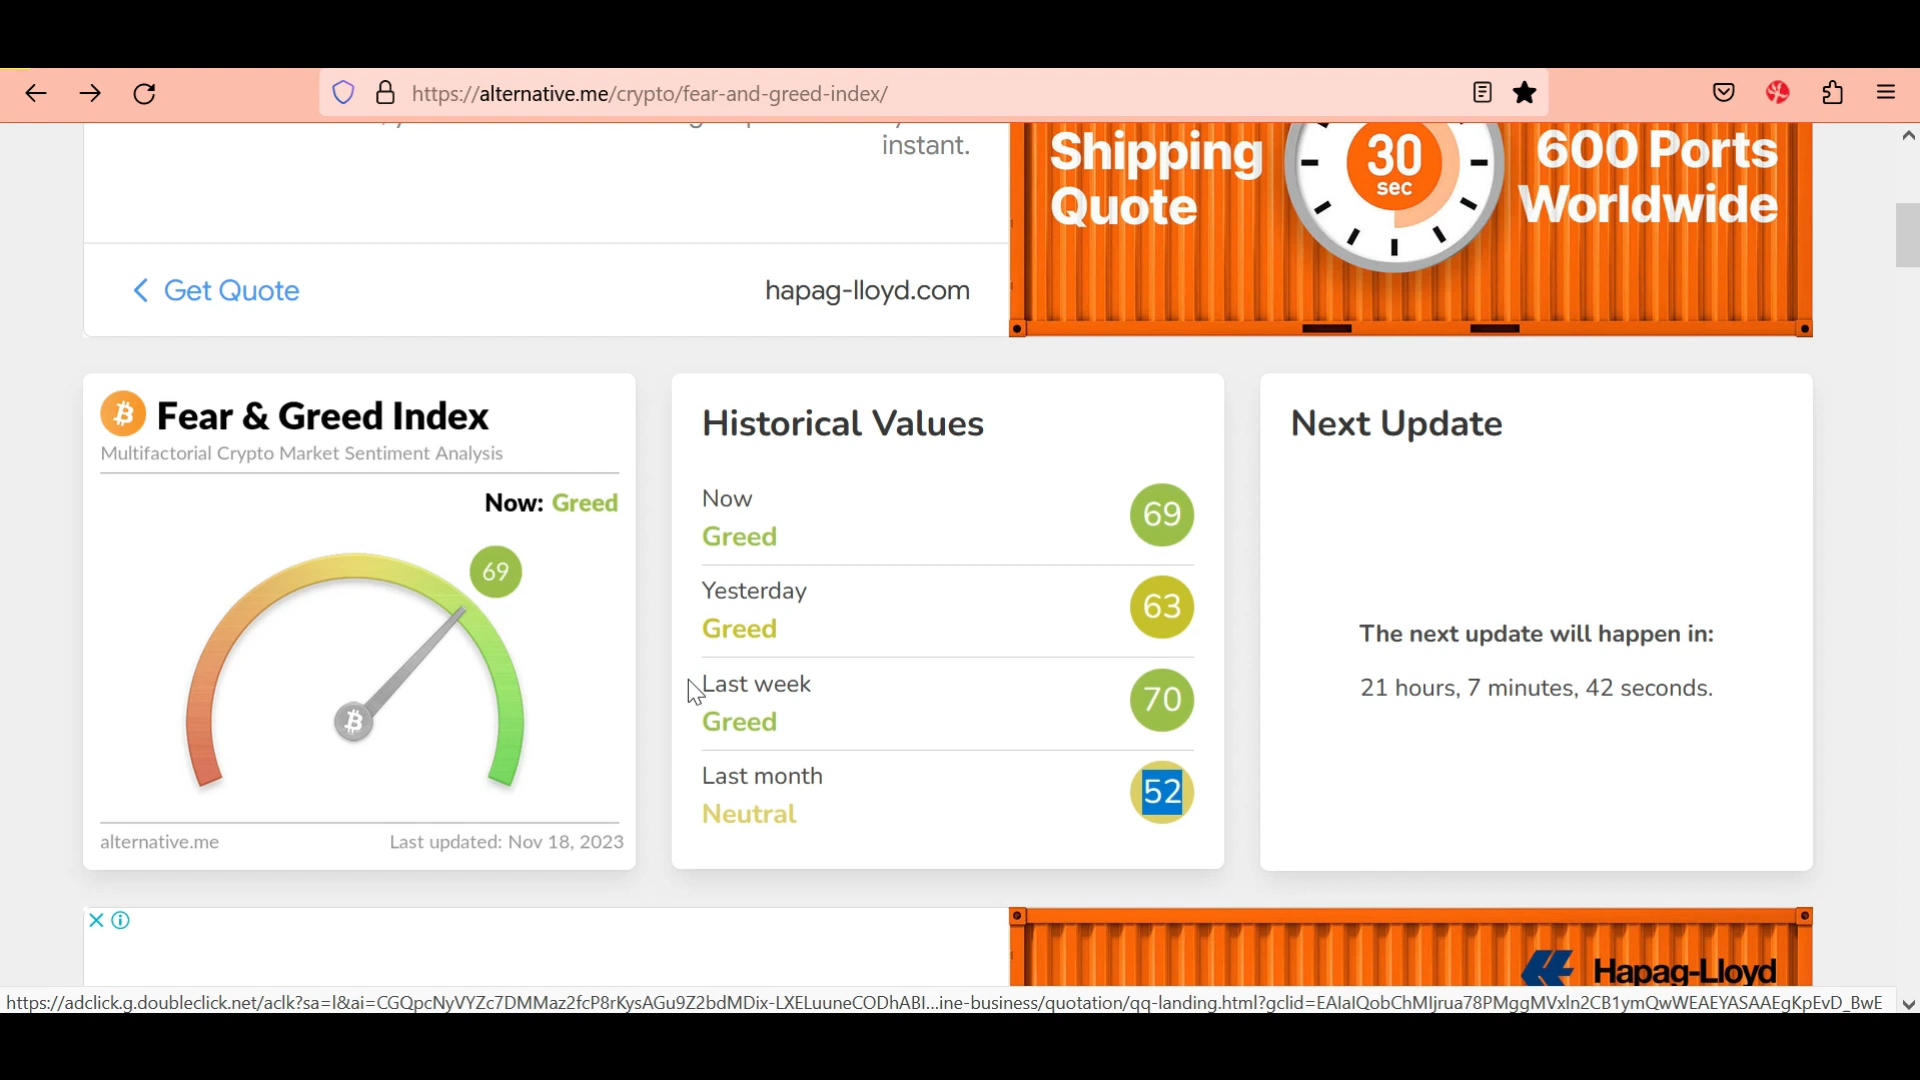 https://alternative.me/crypto/fear-and-greed-index/
instant.
Get Quote
hapag-lloyd.com
Shipping
Quote
30
sec
600 Ports
Worldwide
Fear & Greed Index
Multifactorial Crypto Market Sentiment Analysis
Now: Greed
69
alternative.me
Last updated: Nov 18, 2023
Historical Values
Now
Greed
69
Yesterday
Greed
63
Last week
Greed
70
Last month
Neutral
52
Next Update
The next update will happen in:
21 hours, 7 minutes, 42 seconds.
Hapag-Lloyd